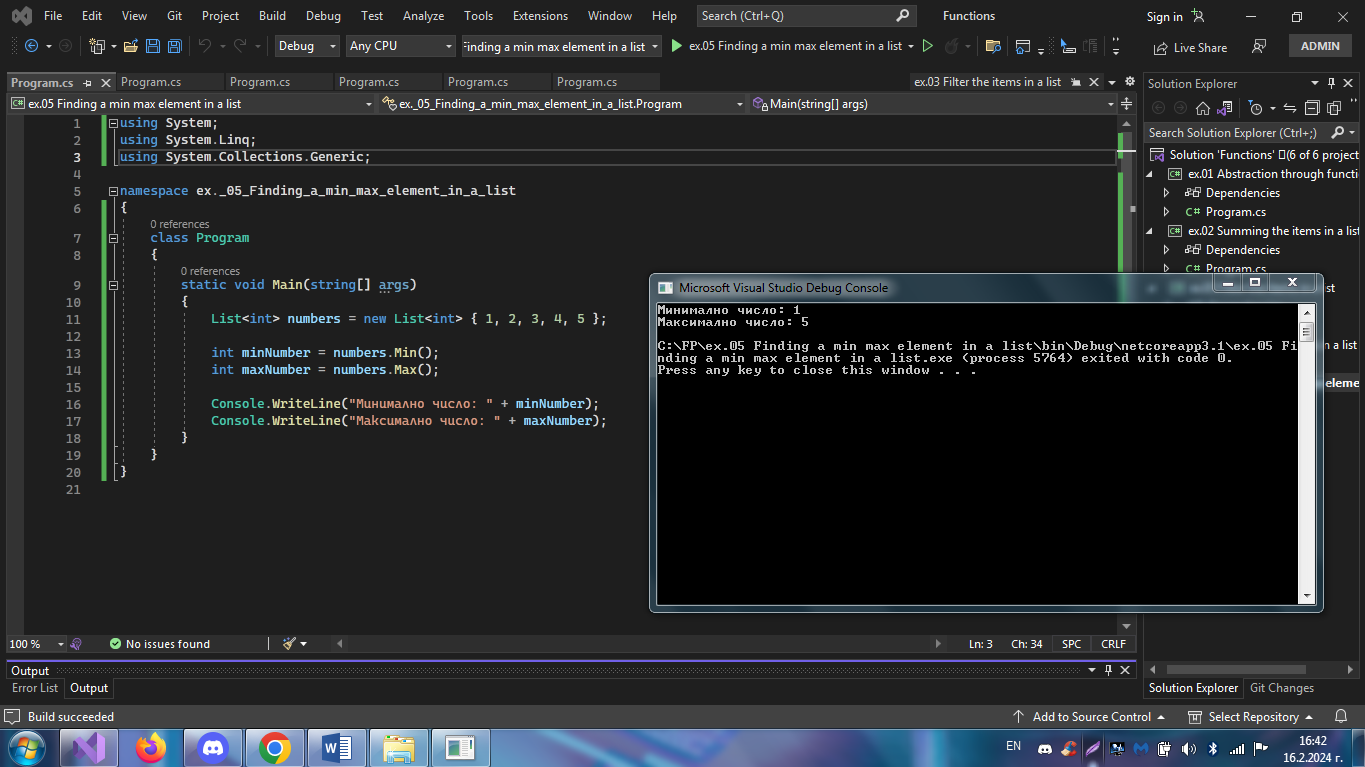 File Edit View Git Project Build Debug Test Analyze Tools Extensions Window Help Search (Ctrl+Q) Functions Sign in
Debug Any CPU Finding a min max element in a list ex.05 Finding a min max element in a list Live Share ADMIN
Program.cs Program.cs Program.cs Program.cs Program.cs Program.cs ex.03 Filter the items in a list
ex.05 Finding a min max element in a list ex._05_Finding_a_min_max_element_in_a_list.Program Main(string[] args)
1 using System;
2 using System.Linq;
3 using System.Collections.Generic;
4
5 namespace ex._05_Finding_a_min_max_element_in_a_list
6 {
0 references
7 class Program
8 {
0 references
9 static void Main(string[] args)
10 {
11 List<int> numbers = new List<int> { 1, 2, 3, 4, 5 };
12
13 int minNumber = numbers.Min();
14 int maxNumber = numbers.Max();
15
16 Console.WriteLine("Минимално число: " + minNumber);
17 Console.WriteLine("Максимално число: " + maxNumber);
18 }
19 }
20 }
21
Solution Explorer
Search Solution Explorer (Ctrl+;)
Solution 'Functions' (6 of 6 project
ex.01 Abstraction through functi
Dependencies
C# Program.cs
ex.02 Summing the items in a list
Dependencies
C# Program.cs
Microsoft Visual Studio Debug Console
Минимално число: 1
Максимално число: 5
C:\FP\ex.05 Finding a min max element in a list\bin\Debug\netcoreapp3.1\ex.05 Fi
nding a min max element in a list.exe (process 5764) exited with code 0.
Press any key to close this window . . .
100 % No issues found Ln: 3 Ch: 34 SPC CRLF
Output
Error List Output
Solution Explorer Git Changes
Build succeeded Add to Source Control Select Repository
EN 16:42
16.2.2024 г.